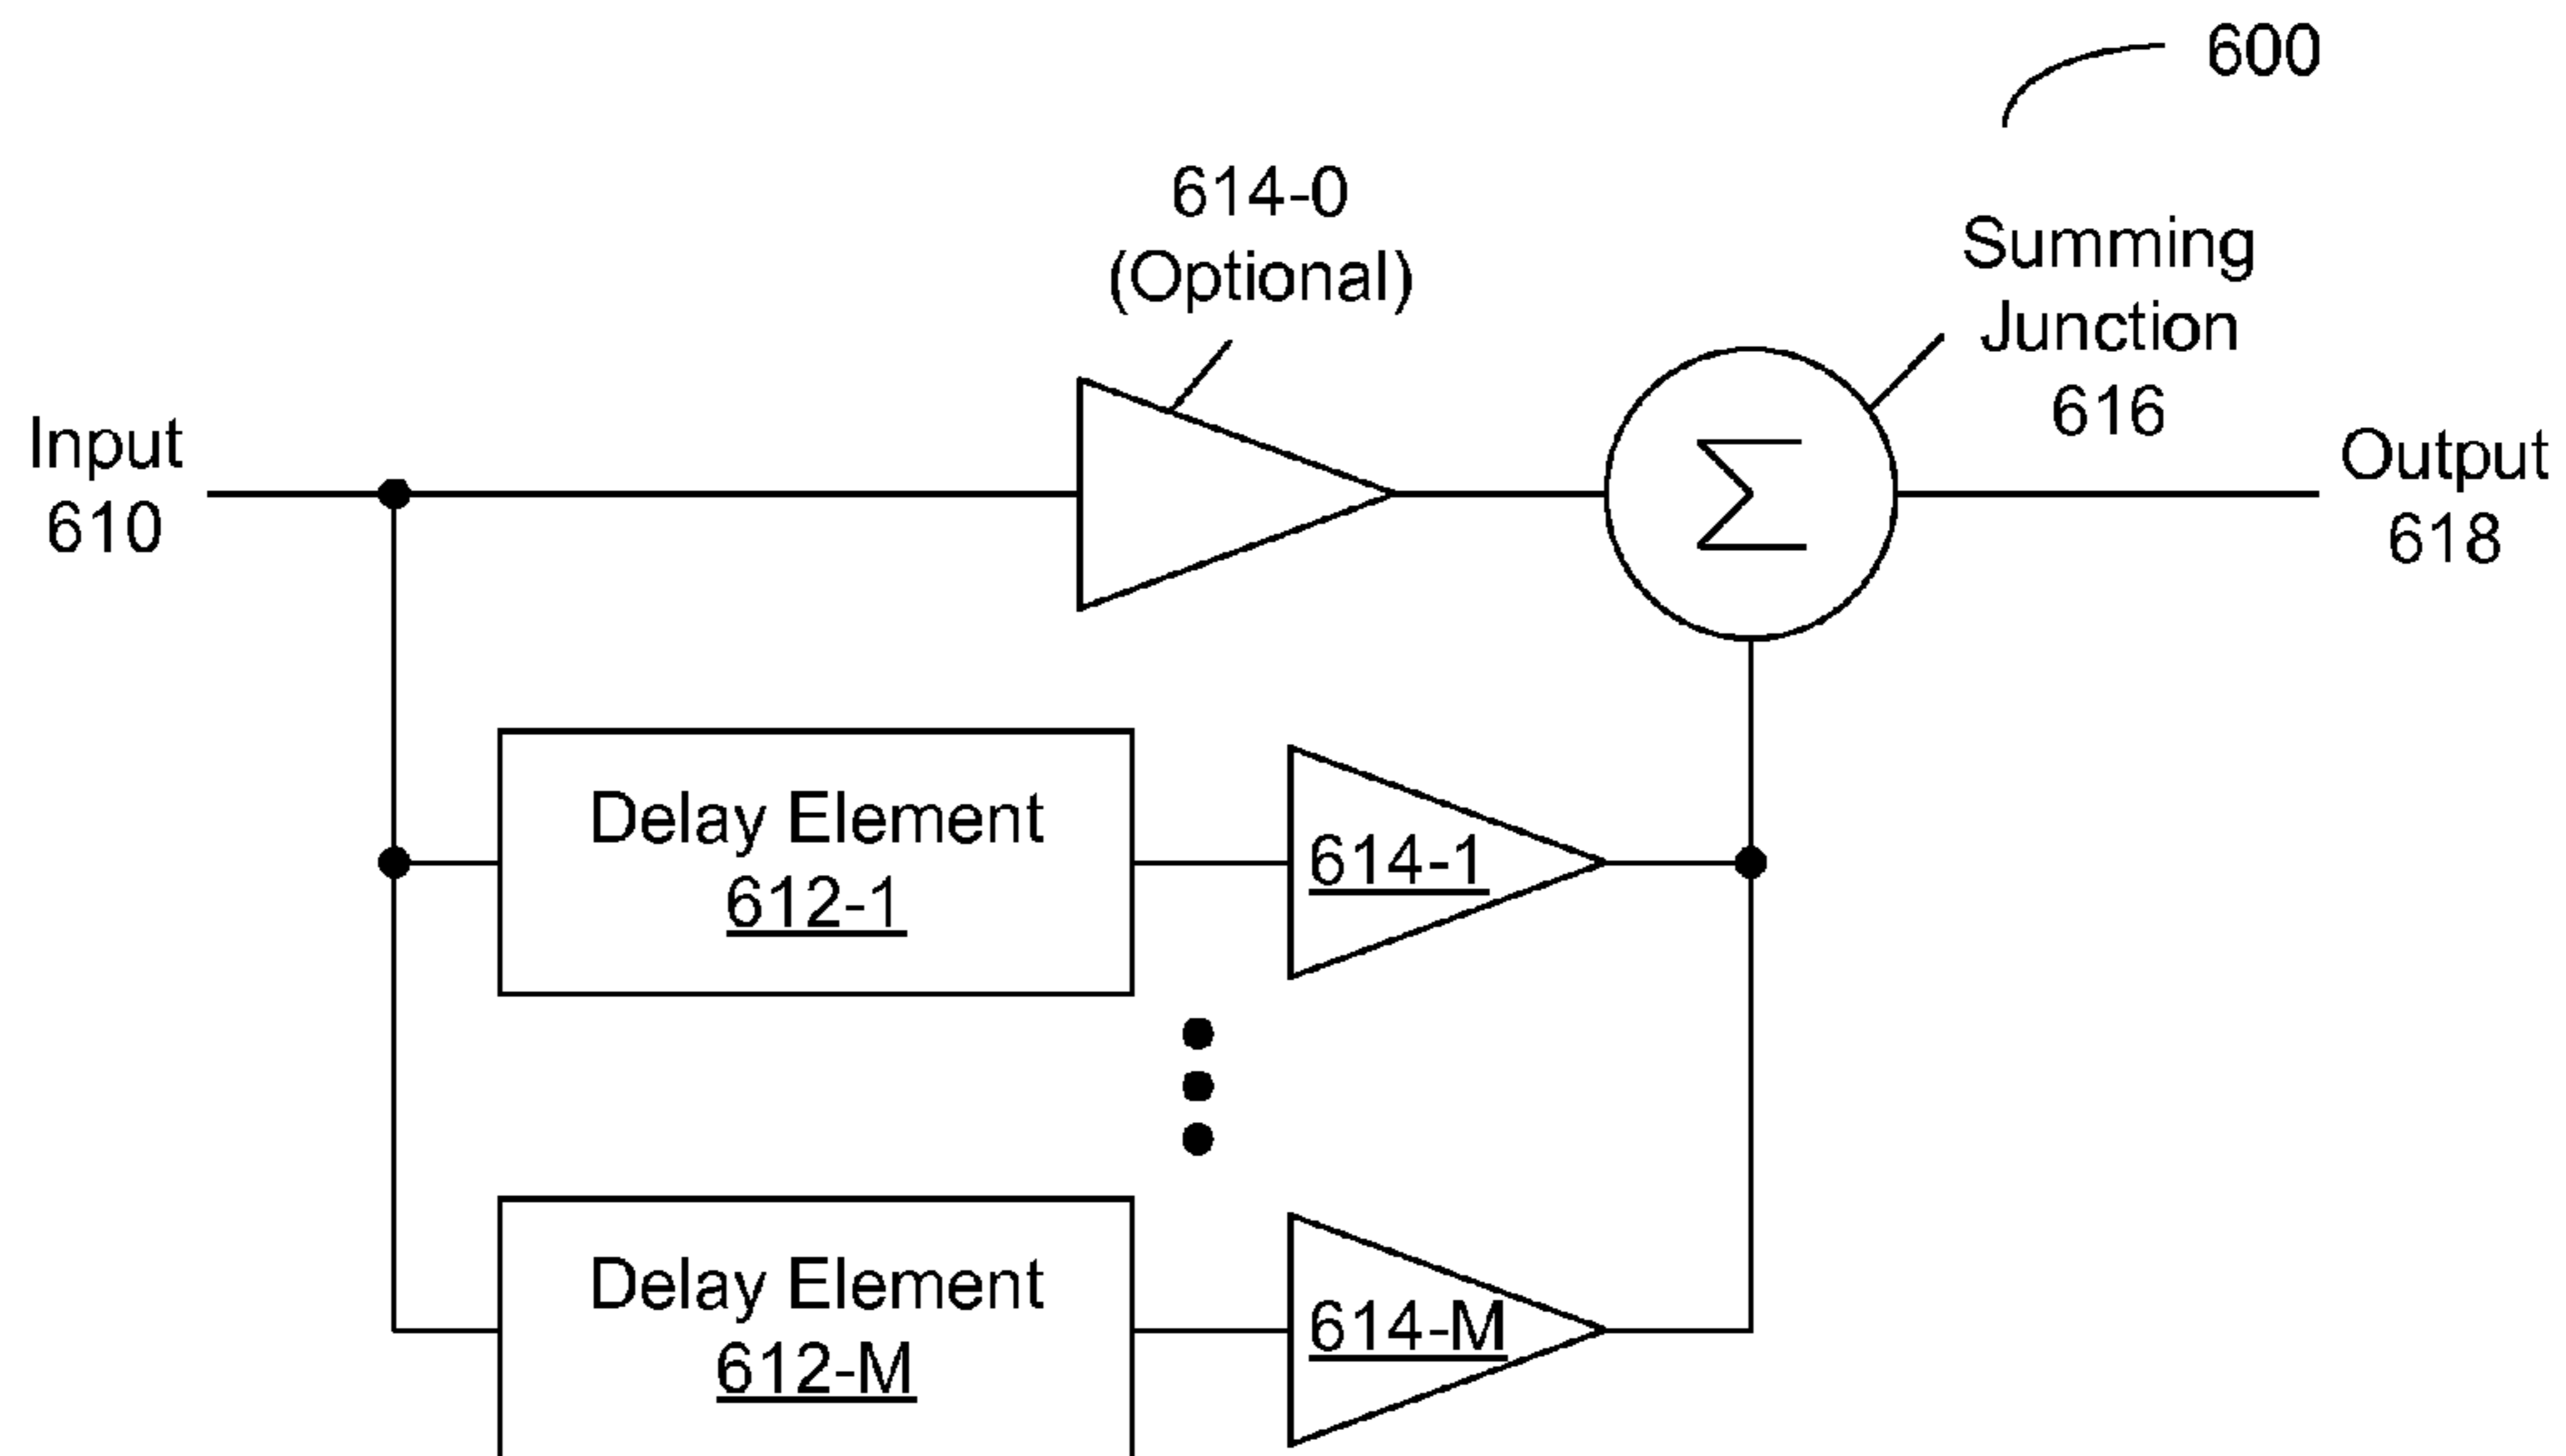 600
614-0
(Optional)
Summing
Junction
616
Input
610
Σ
Output
618
Delay Element
612-1
614-1
Delay Element
612-M
614-M